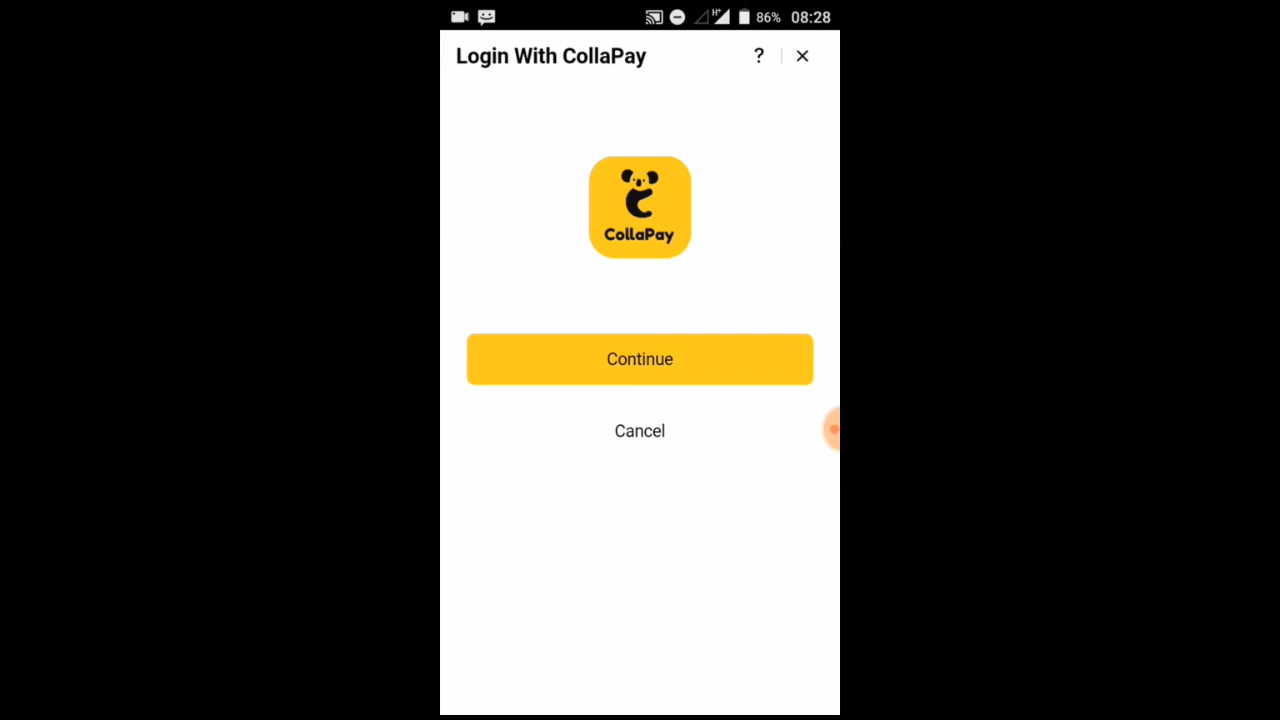 H+ 86% 08:28
Login With CollaPay ?
CollaPay
Continue
Cancel